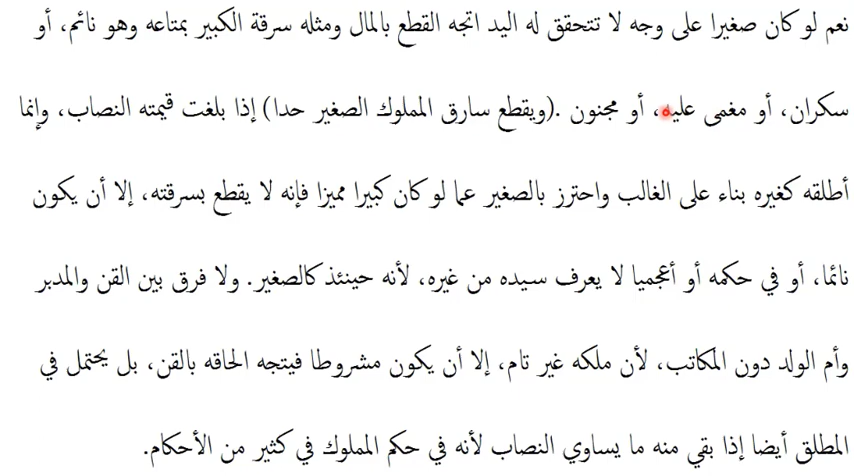 نعم لو كان صغيرا على وجه لا تتحقق له اليد اتجه القطع بالمال ومثله سرقة الكبير بمتاعه وهو نائم، أو
سكران، أو مغمى عليه، أو مجنون .(ويقطع سارق المملوك الصغير حدا) إذا بلغت قيمته النصاب، وإنما
أطلقه كغيره بناء على الغالب واحترز بالصغير عما لو كان كبيرا مميزا فإنه لا يقطع بسرقته، إلا أن يكون
نائما، أو في حكمه أو أعجميا لا يعرف سيده من غيره، لأنه حينئذ كالصغير. ولا فرق بين القن والمدبر
وأم الولد دون المكاتب، لأن ملكه غير تام، إلا أن يكون مشروطا فيتجه الحاقه بالقن، بل يحتمل في
المطلق أيضا إذا بقي منه ما يساوي النصاب لأنه في حكم المملوك في كثير من الأحكام.